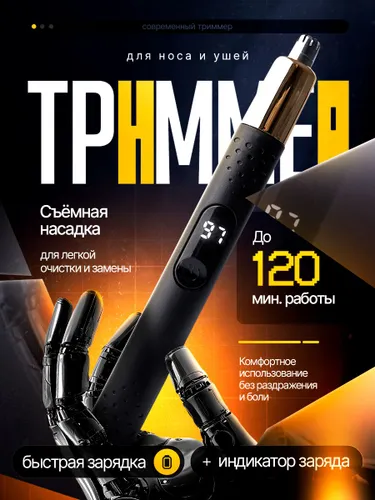 современный триммер
для носа и ушей
ТРИММЕР
97
Съёмная
насадка
для легкой
очистки и замены
97
До
120
мин. работы
Комфортное
использование
без раздражения
и боли
быстрая зарядка
+ индикатор заряда